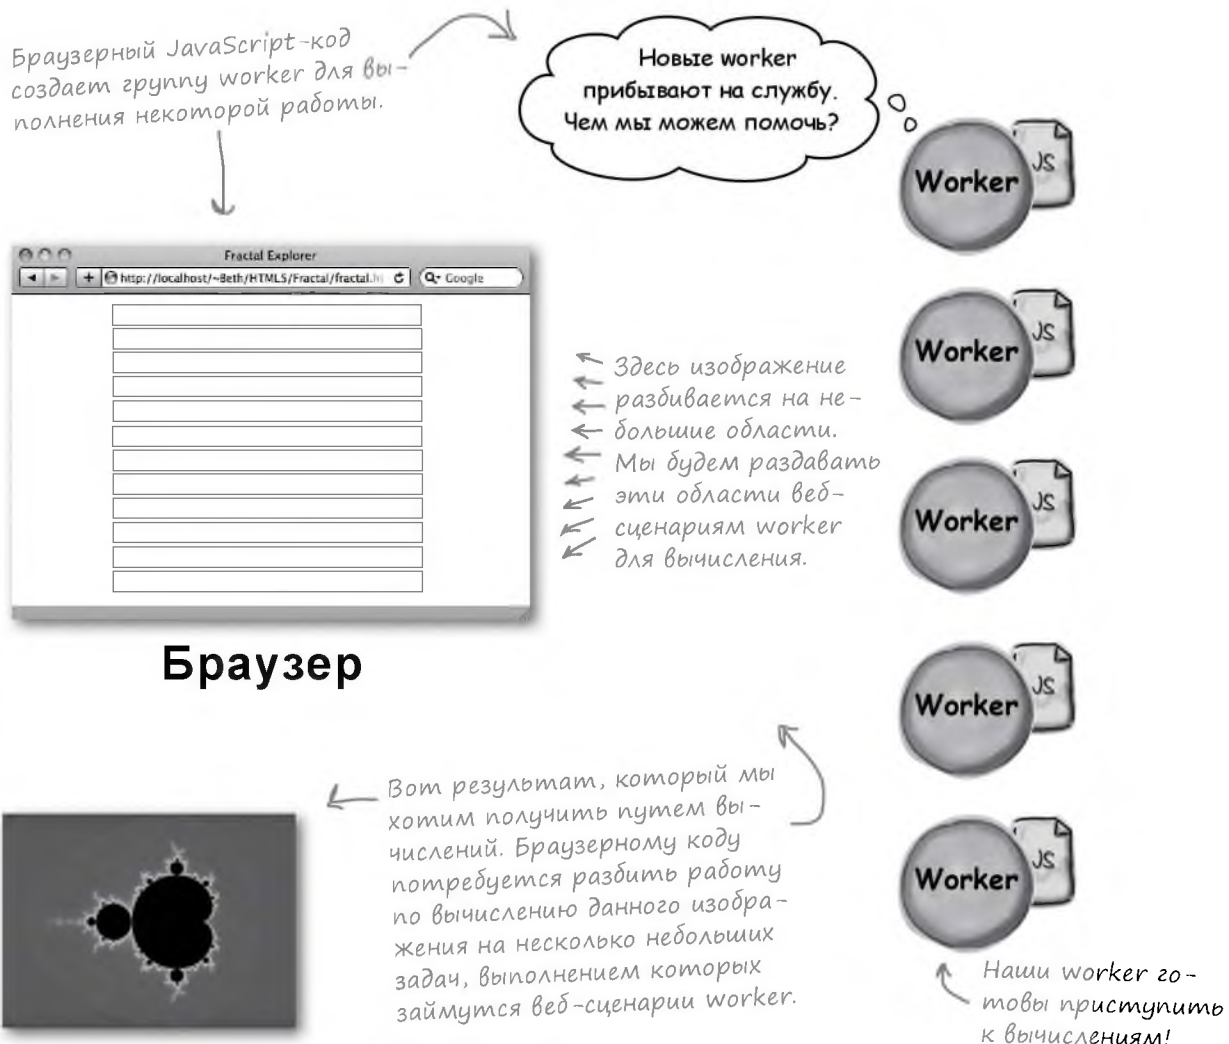 Браузерный JavaScript-код
создает группу worker для вы-
полнения некоторой работы.
Новые worker
прибывают на службу.
Чем мы можем помочь?
Worker
JS
Fractal Explorer
http://localhost/~Beth/HTML5/Fractal/fractal.h
Google
Worker
JS
Здесь изображение
разбивается на не-
большие области.
Мы будем раздавать
эти области веб-
сценариям worker
для вычисления.
Worker
JS
Браузер
Worker
JS
Вот результат, который мы
хотим получить путем вы-
числений. Браузерному коду
потребуется разбить работу
по вычислению данного изобра-
жения на несколько небольших
задач, выполнением которых
займутся веб-сценарии worker.
Worker
JS
Наши worker го-
товы приступить
к вычислениям!